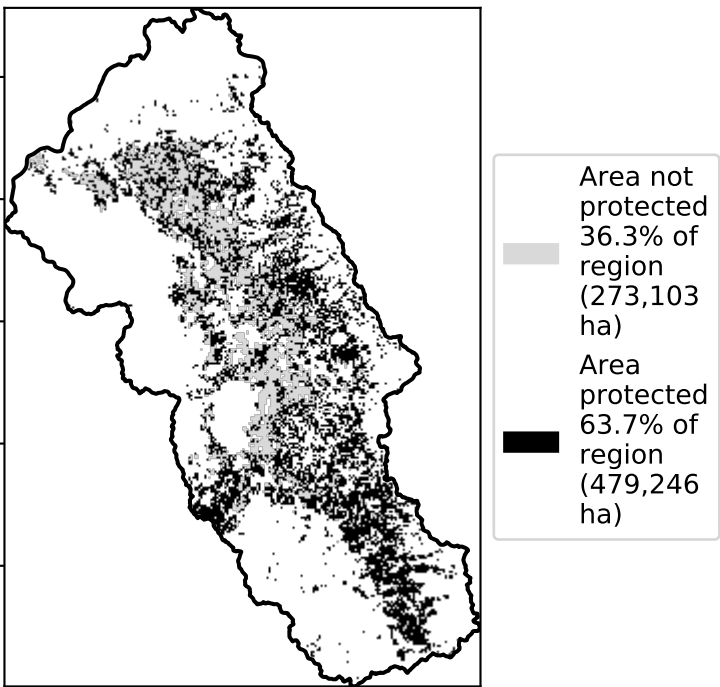 Area not
protected
36.3% of
region
(273,103
ha)
Area
protected
63.7% of
region
(479,246
ha)